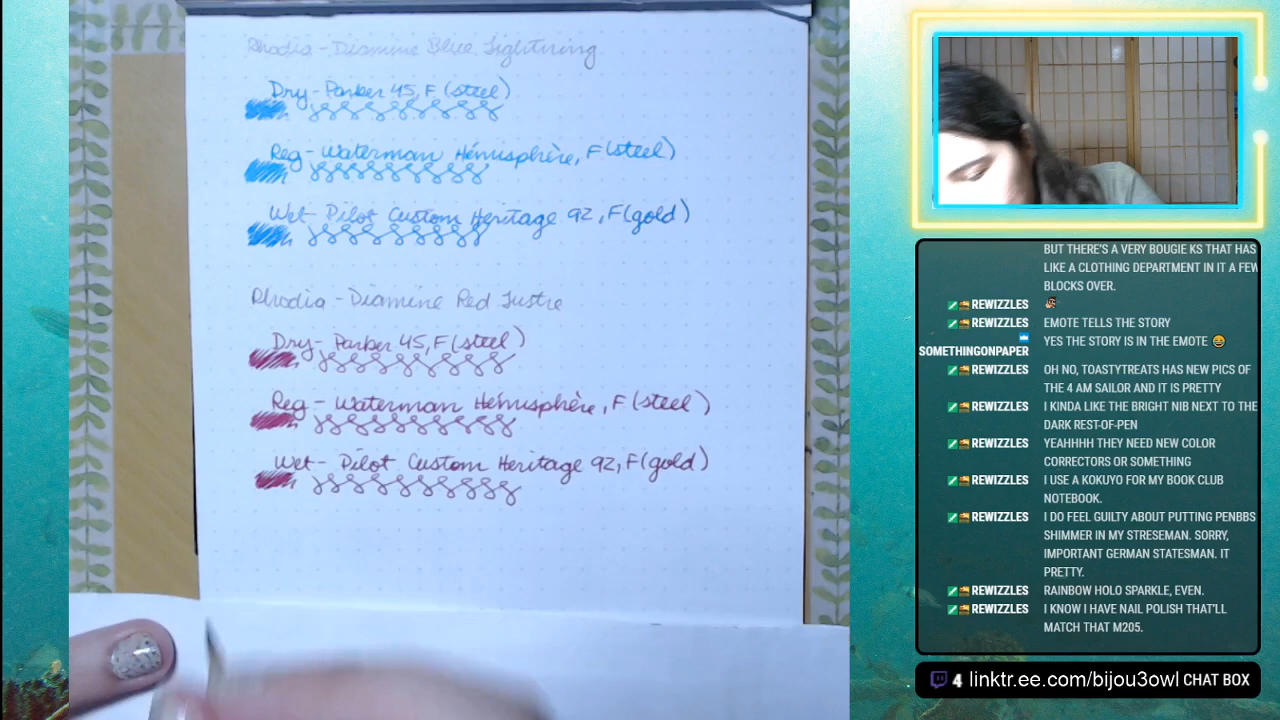 Rhodia - Diamine Blue Lightning
Dry - Parker 45, F (steel)
Reg - Waterman Hémisphère, F (steel)
Wet - Pilot Custom Heritage 92, F (gold)
Rhodia - Diamine Red Lustre
Dry - Parker 45, F (steel)
Reg - Waterman Hémisphère, F (steel)
Wet - Pilot Custom Heritage 92, F (gold)
BUT THERE'S A VERY BOUGIE KS THAT HAS
LIKE A CLOTHING DEPARTMENT IN IT A FEW
BLOCKS OVER.
REWIZZLES
REWIZZLES EMOTE TELLS THE STORY
SOMETHINGONPAPER YES THE STORY IS IN THE EMOTE
REWIZZLES OH NO, TOASTYTREATS HAS NEW PICS OF
THE 4 AM SAILOR AND IT IS PRETTY
REWIZZLES I KINDA LIKE THE BRIGHT NIB NEXT TO THE
DARK REST-OF-PEN
REWIZZLES YEAHHHH THEY NEED NEW COLOR
CORRECTORS OR SOMETHING
REWIZZLES I USE A KOKUYO FOR MY BOOK CLUB
NOTEBOOK.
REWIZZLES I DO FEEL GUILTY ABOUT PUTTING PENBBS
SHIMMER IN MY STRESEMAN. SORRY,
IMPORTANT GERMAN STATESMAN. IT
PRETTY.
REWIZZLES RAINBOW HOLO SPARKLE, EVEN.
REWIZZLES I KNOW I HAVE NAIL POLISH THAT'LL
MATCH THAT M205.
4 linktr.ee.com/bijou3owl CHAT BOX